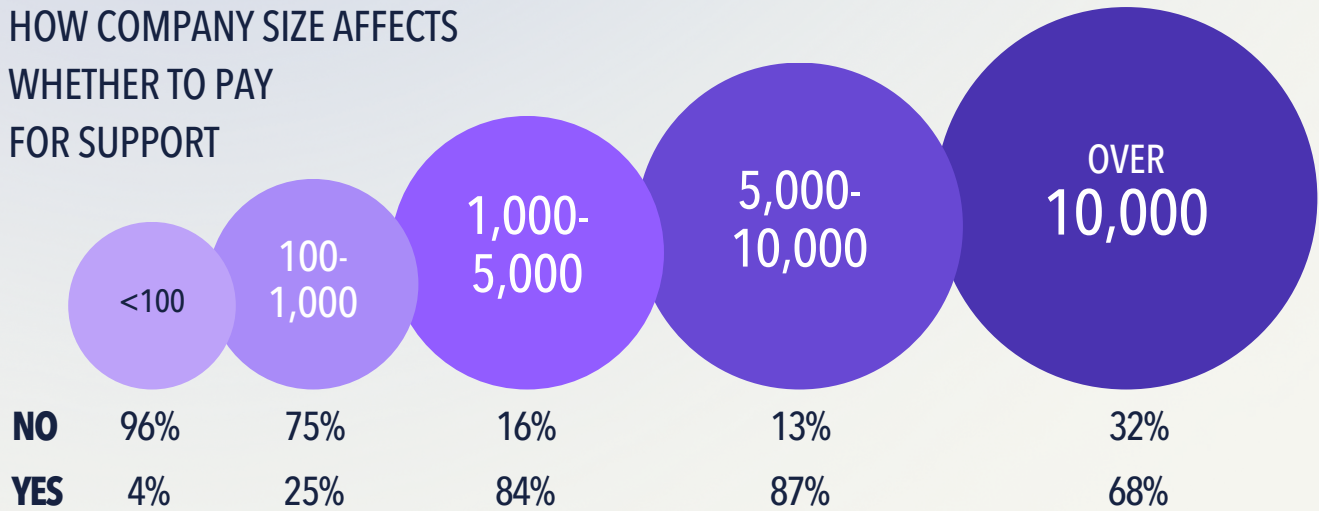 HOW COMPANY SIZE AFFECTS
WHETHER TO PAY
FOR SUPPORT
<100
100-
1,000
1,000-
5,000
5,000-
10,000
OVER
10,000
NO 96% 75% 16% 13% 32%
YES 4% 25% 84% 87% 68%